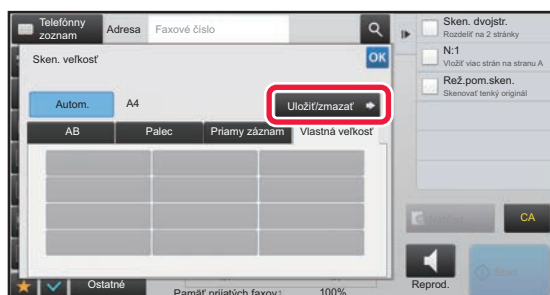 Telefónny
zoznam
Adresa
Faxové číslo
Sken. dvojstr.
Rozdeliť na 2 stránky
N:1
Vložiť viac strán na stranu A
Rež.pom.sken.
Skenovať tenký originál
Sken. veľkosť
OK
Autom.
A4
Uložiť/zmazať
AB
Palec
Priamy záznam
Vlastná veľkosť
CA
Ostatné
Pamäť prijatých faxov:
100%
Reprod.
Štart